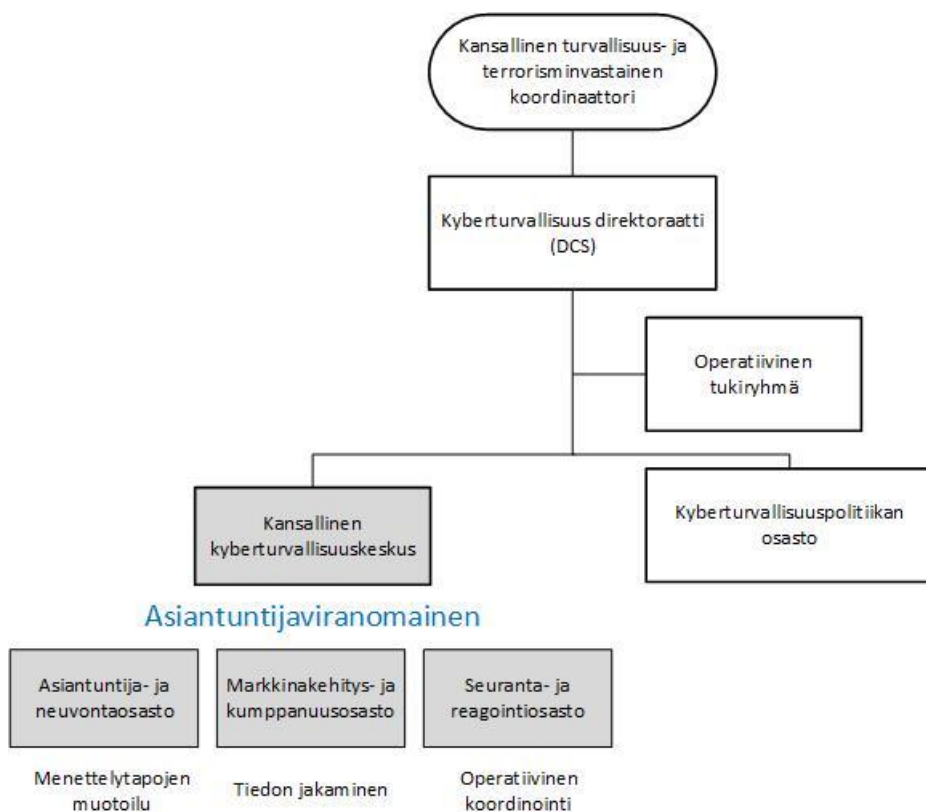 Kansallinen turvallisuus- ja
terrorisminvastainen
koordinaattori
Kyberturvallisuus direktoraatti
(DCS)
Operatiivinen
tukiryhmä
Kansallinen
kyberturvallisuuskeskus
Kyberturvallisuuspolitiikan
osasto
Asiantuntijaviranomainen
Asiantuntija- ja
neuvontaosasto
Markkinakehitys- ja
kumppanuusosasto
Seuranta- ja
reagointiosasto
Menettelytapojen
muotoilu
Tiedon jakaminen
Operatiivinen
koordinointi